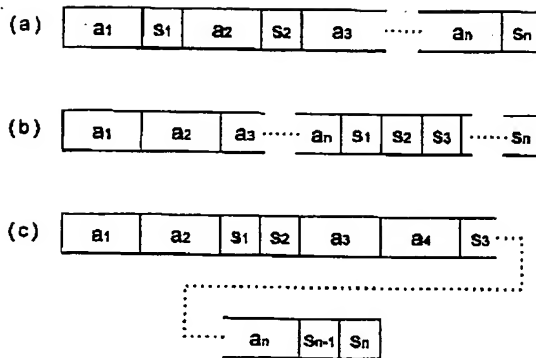 (a) a1 s1 a2 s2 a3 ...... an sn
(b) a1 a2 a3 ...... an s1 s2 s3 ...... sn
(c) a1 a2 s1 s2 a3 a4 s3
an sn-1 sn